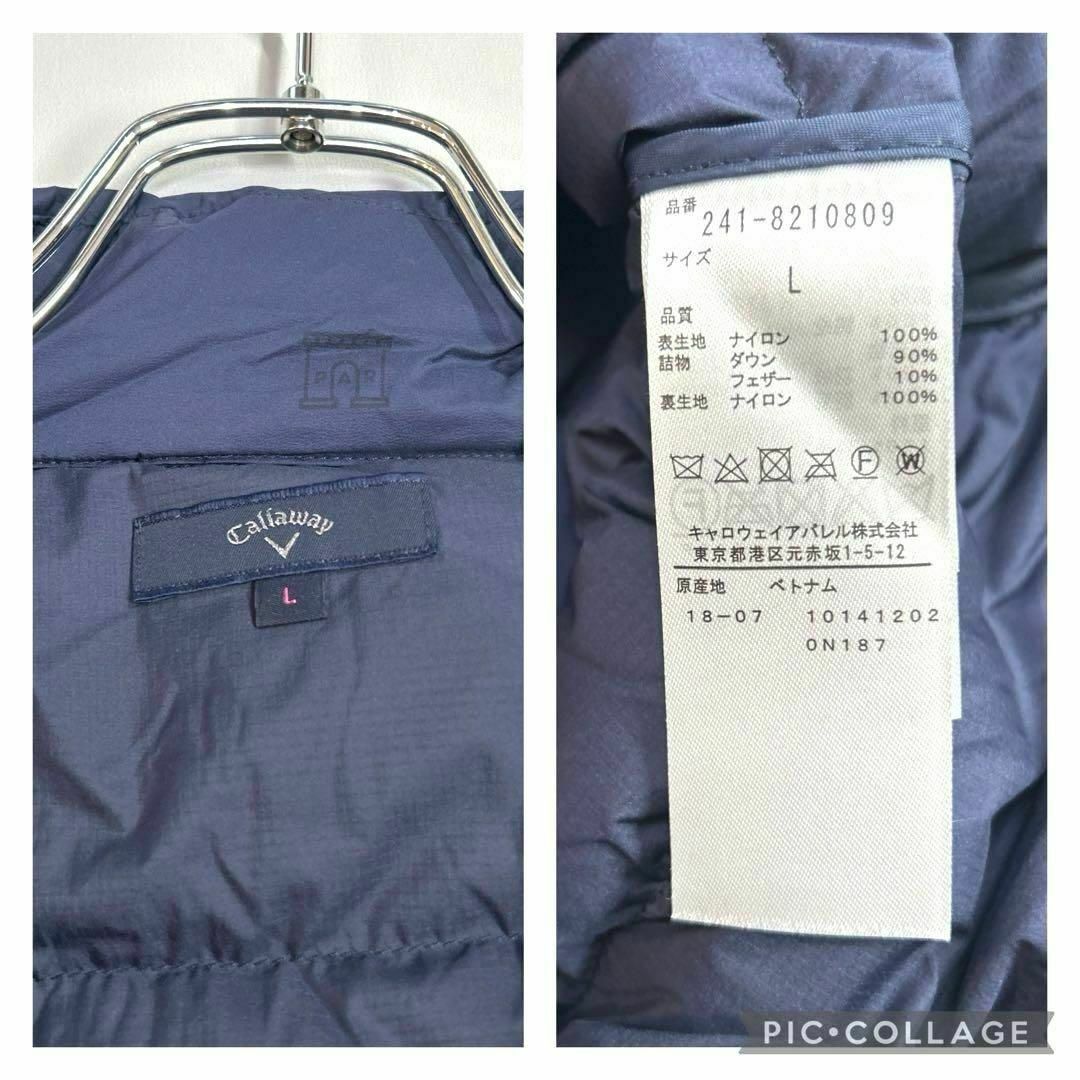 PAR
Callaway
L
品番 241-8210809
サイズ
L
品質
表生地 ナイロン 100%
詰物 ダウン 90%
フェザー 10%
裏生地 ナイロン 100%
F W
キャロウェイアパレル株式会社
東京都港区元赤坂1-5-12
原産地 ベトナム
18-07 10141202
0N187
PIC•COLLAGE